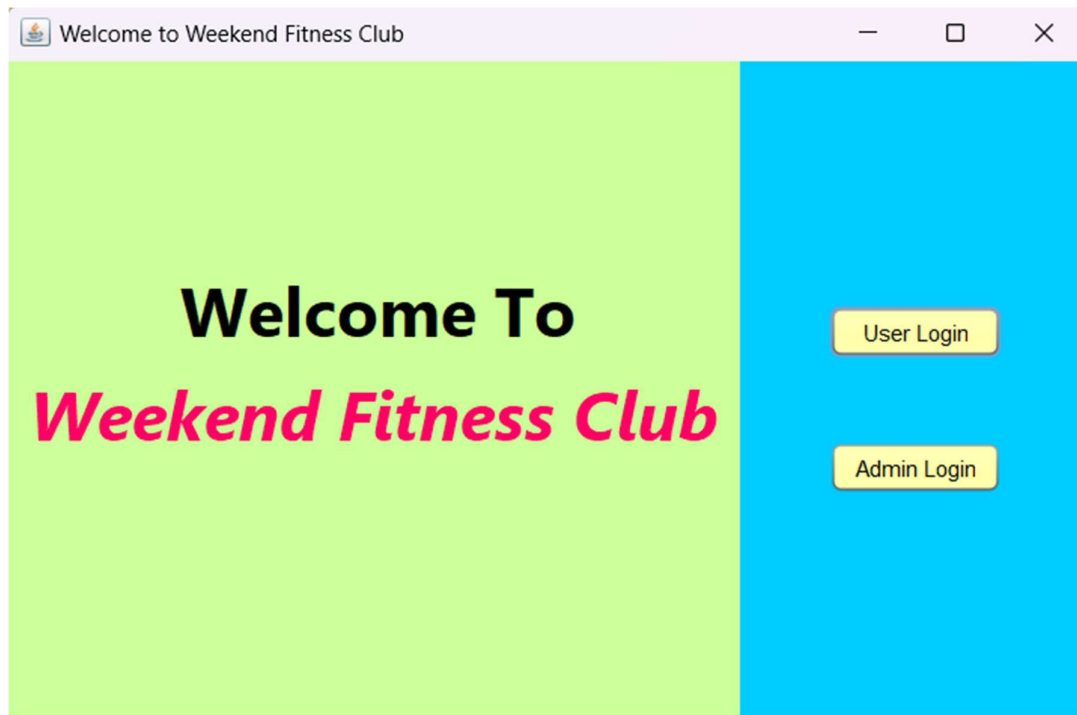 Welcome to Weekend Fitness Club
Welcome To
Weekend Fitness Club
User Login
Admin Login